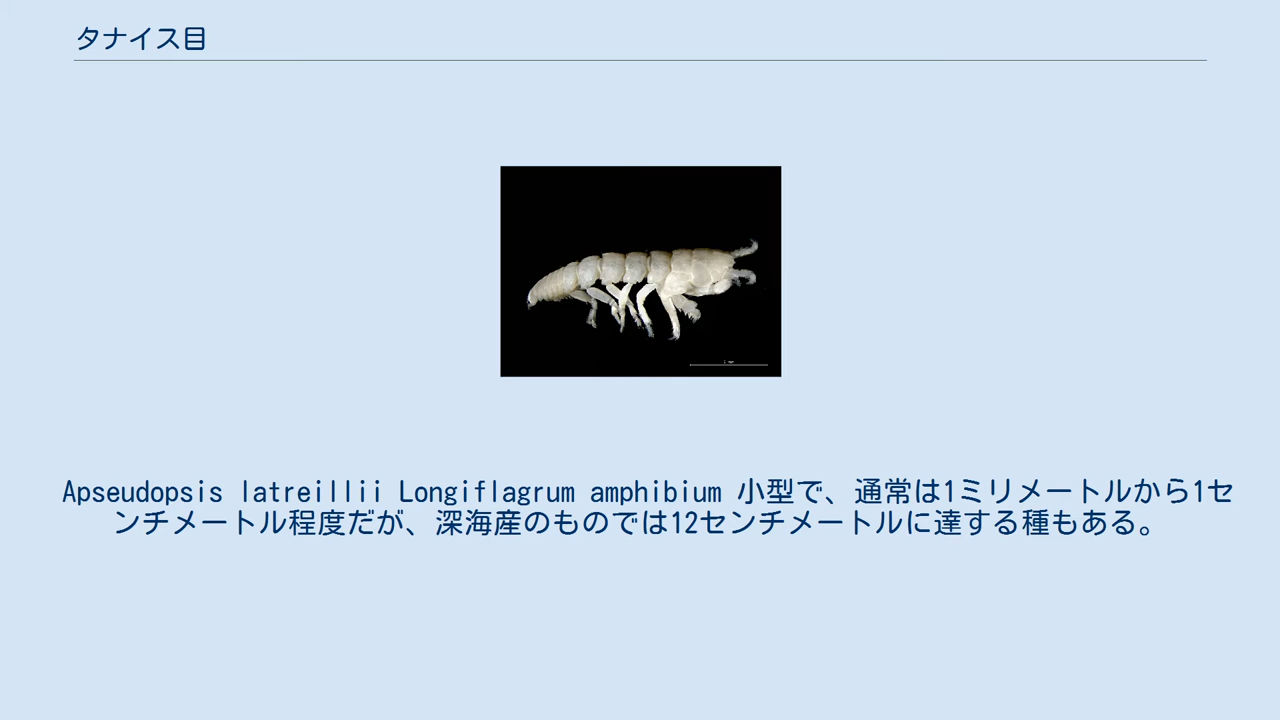 タナイス目
Apseudopsis latreillii Longiflagrum amphibium 小型で、通常は1ミリメートルから1セ
ンチメートル程度だが、深海産のものでは12センチメートルに達する種もある。